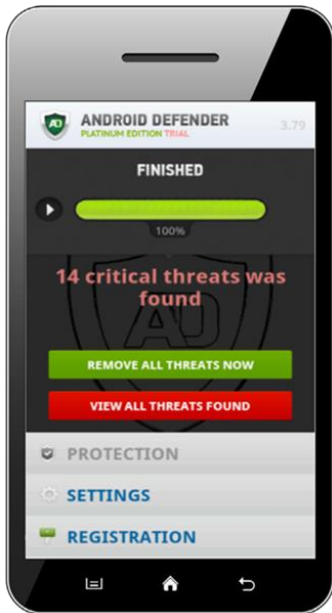 AD
ANDROID DEFENDER
PLATINUM EDITION TRIAL
3.79
FINISHED
100%
14 critical threats was
found
AD
REMOVE ALL THREATS NOW
VIEW ALL THREATS FOUND
PROTECTION
SETTINGS
REGISTRATION